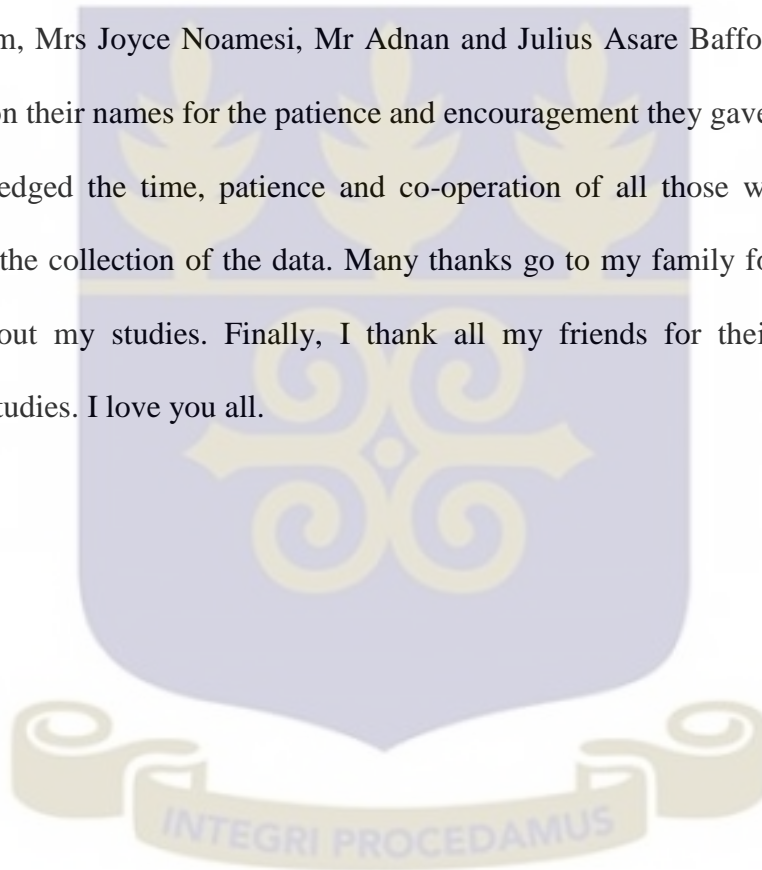 m, Mrs Joyce Noamesi, Mr Adnan and Julius Asare Baffo
on their names for the patience and encouragement they gave
edged the time, patience and co-operation of all those w
the collection of the data. Many thanks go to my family fo
out my studies. Finally, I thank all my friends for thei
tudies. I love you all.
INTEGRI PROCEDAMUS